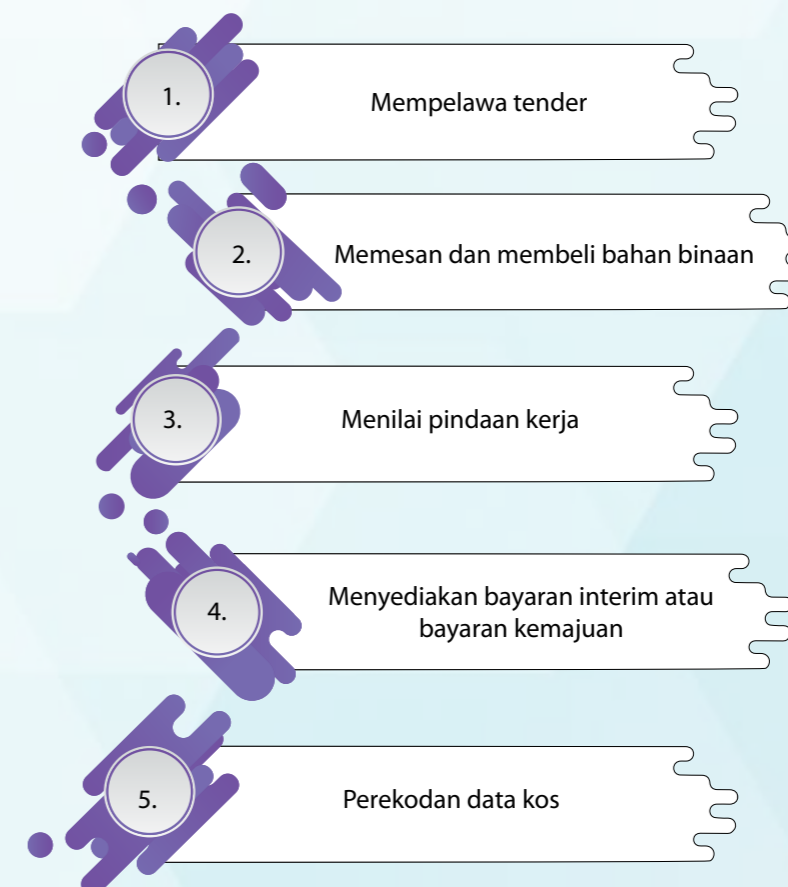 1.
Mempelawa tender
2.
Memesan dan membeli bahan binaan
3.
Menilai pindaan kerja
4.
Menyediakan bayaran interim atau
bayaran kemajuan
5.
Perekodan data kos